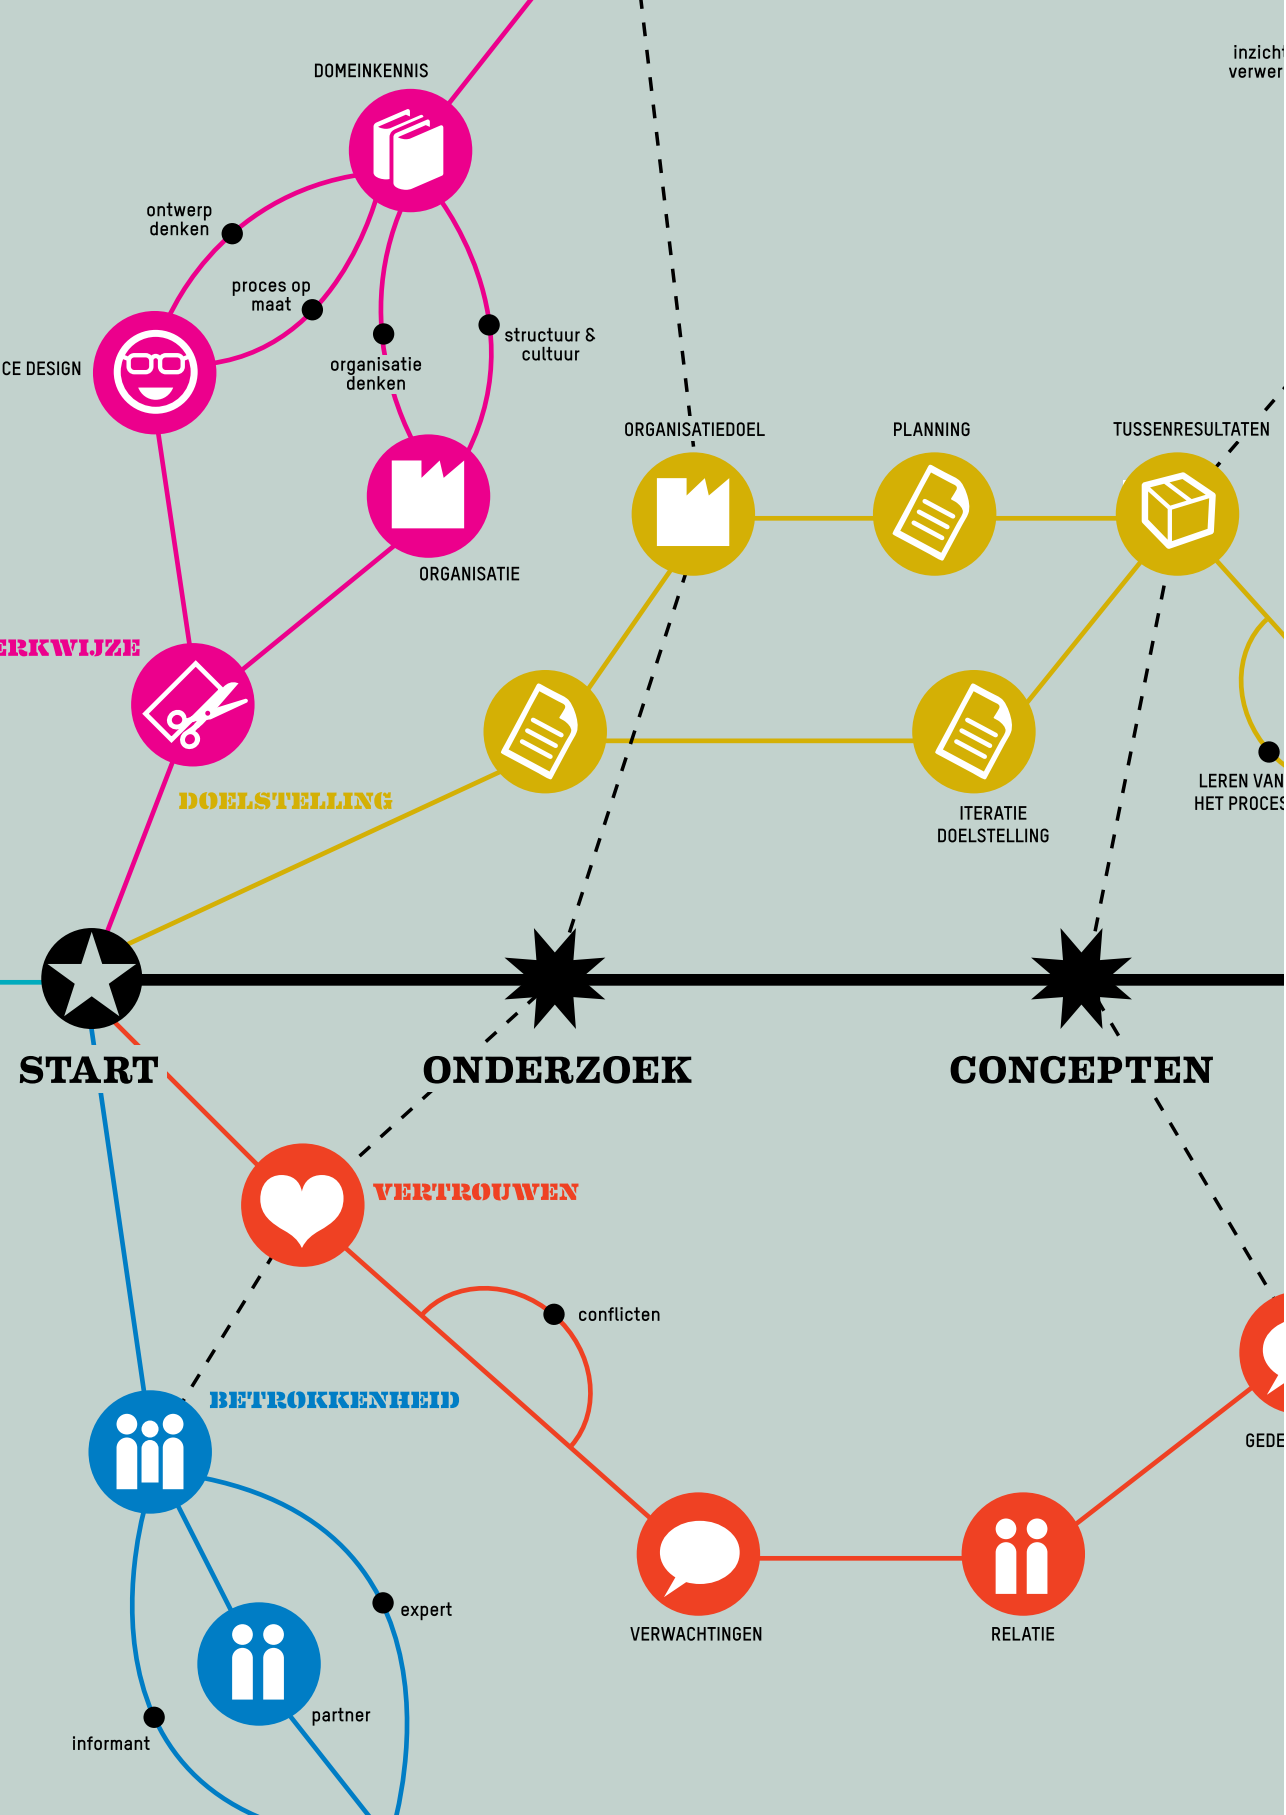 inzicht
verwer
DOMEINKENNIS
ontwerp
denken
proces op
maat
structuur &
cultuur
organisatie
denken
CE DESIGN
ORGANISATIEDOEL
PLANNING
TUSSENRESULTATEN
ORGANISATIE
ERKWIJZE
DOELSTELLING
LEREN VAN
HET PROCES
ITERATIE
DOELSTELLING
START
ONDERZOEK
CONCEPTEN
VERTROUWEN
conflicten
BETROKKENHEID
GEDE
expert
VERWACHTINGEN
RELATIE
partner
informant